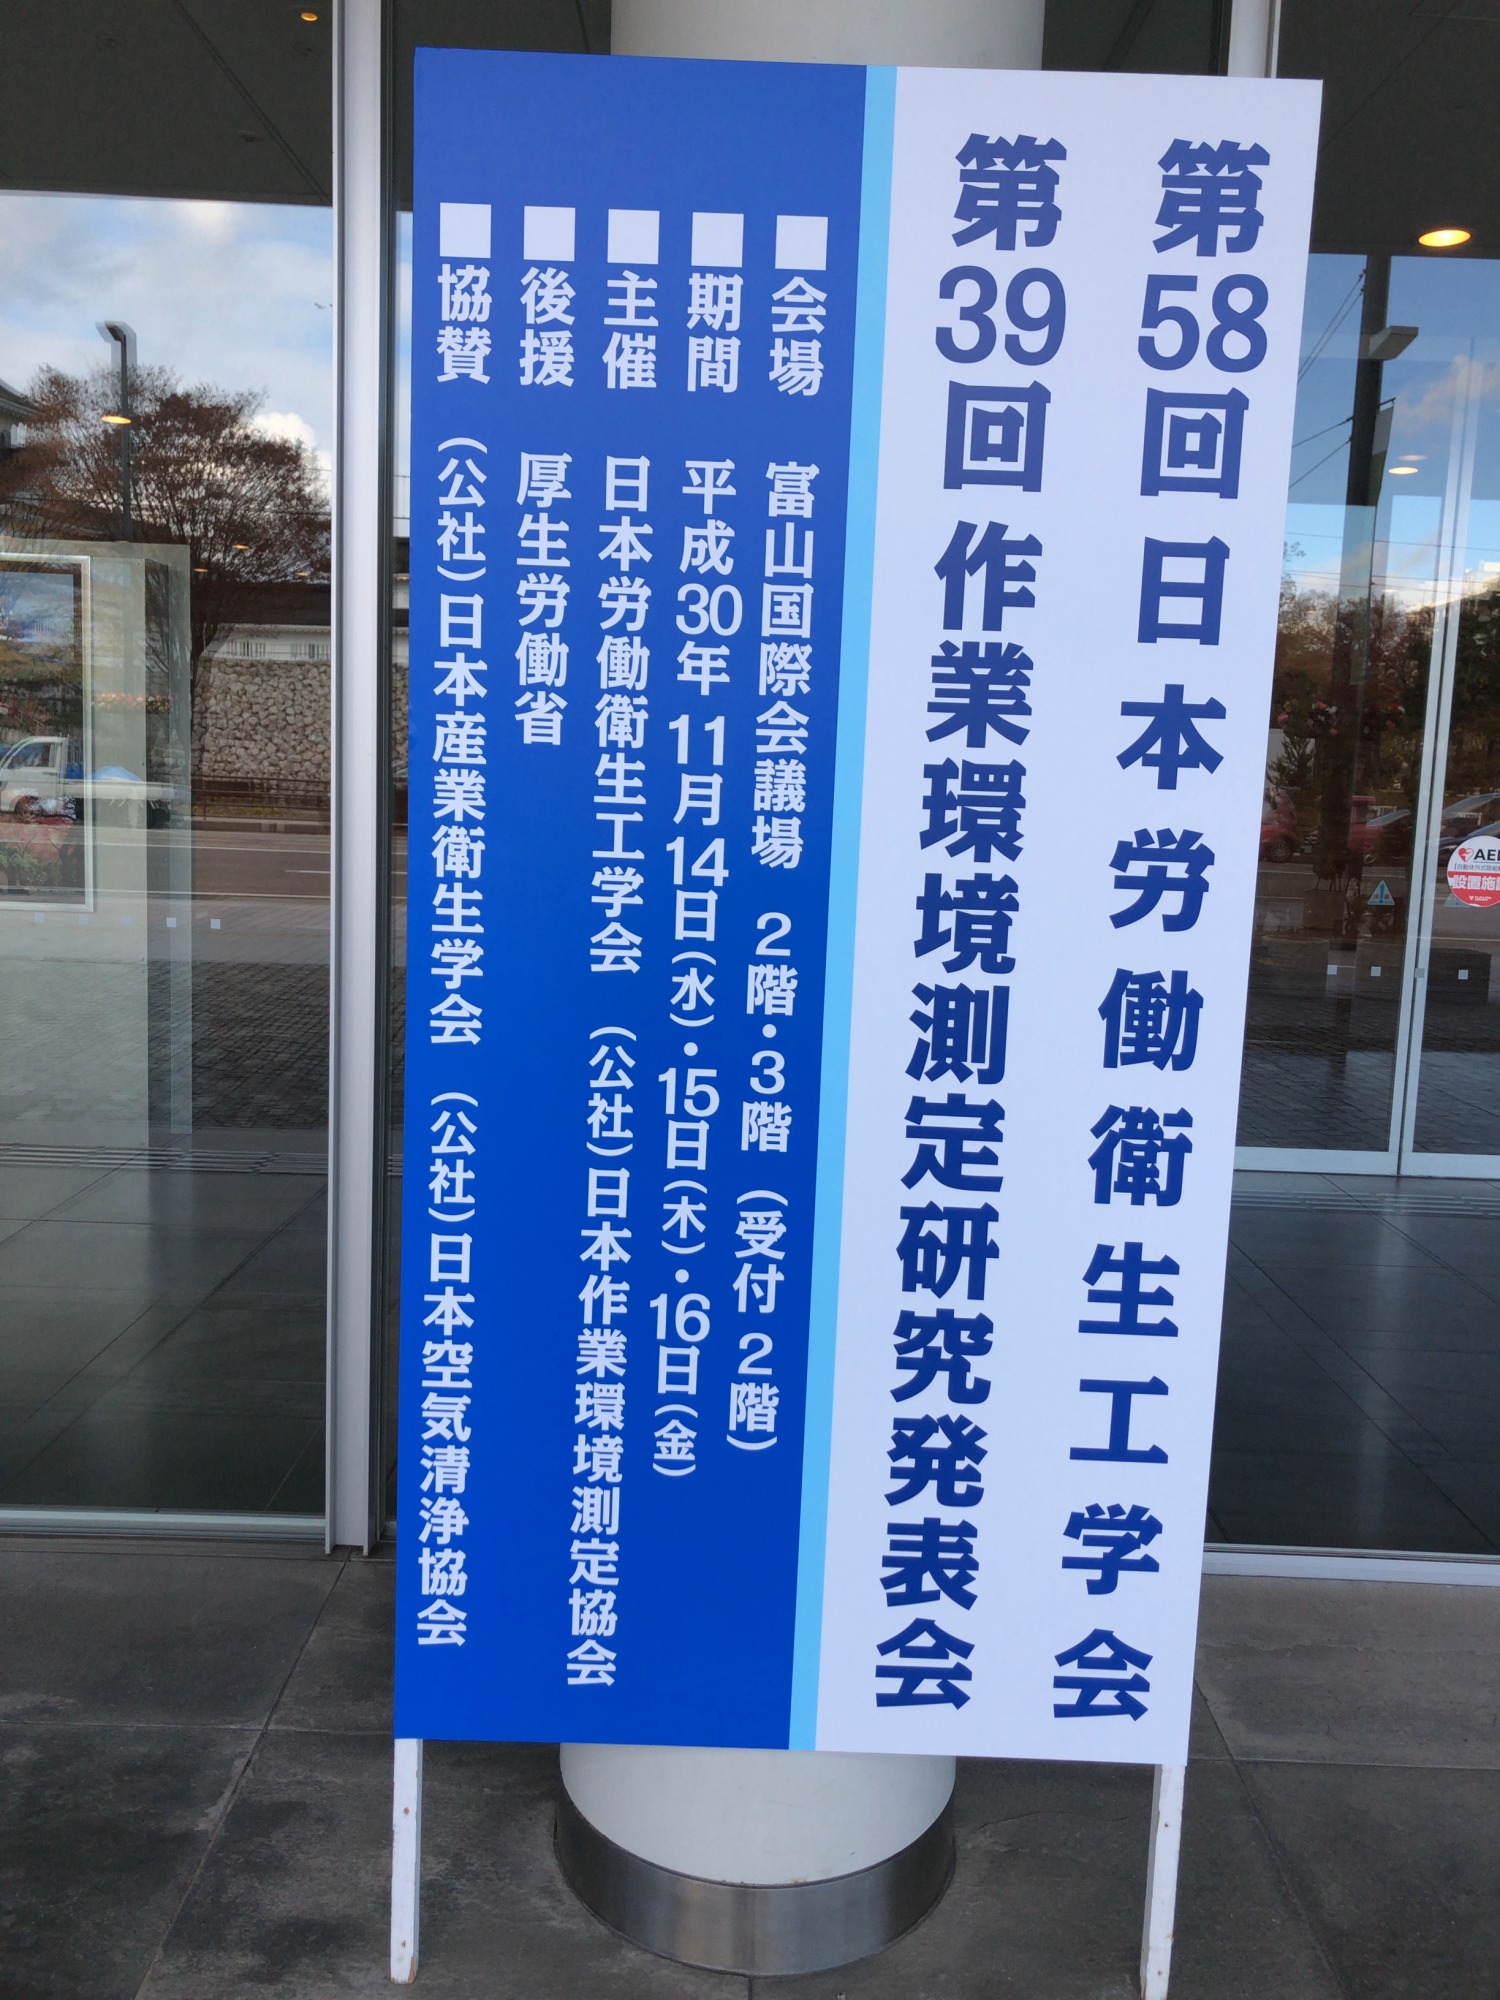 第58回 日本労働衛生工学会
第39回 作業環境測定研究発表会
■会場　富山国際会議場　2階・3階（受付2階）
■期間　平成30年11月14日(水)・15日(木)・16日(金)
■主催　日本労働衛生工学会　(公社)日本作業環境測定協会
■後援　厚生労働省
■協賛　(公社)日本産業衛生学会　(公社)日本空気清浄協会
AED
設置施設